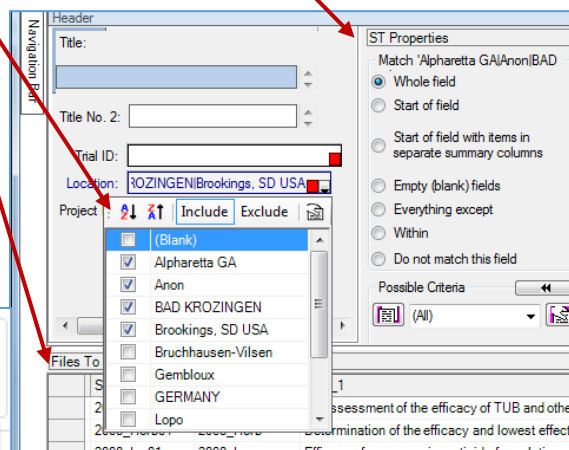 Header
Navigation Bar
Title:
Title No. 2:
Trial ID:
Location: ROZINGEN|Brookings, SD USA
Project
Include Exclude
(Blank)
Alpharetta GA
Anon
BAD KROZINGEN
Brookings, SD USA
Bruchhausen-Vilsen
Gembloux
GERMANY
Lopo
ST Properties
Match 'Alpharetta GA|Anon|BAD
Whole field
Start of field
Start of field with items in
separate summary columns
Empty (blank) fields
Everything except
Within
Do not match this field
Possible Criteria
(All)
Files To
S _1
ssessment of the efficacy of TUB and othe
termination of the efficacy and lowest effect